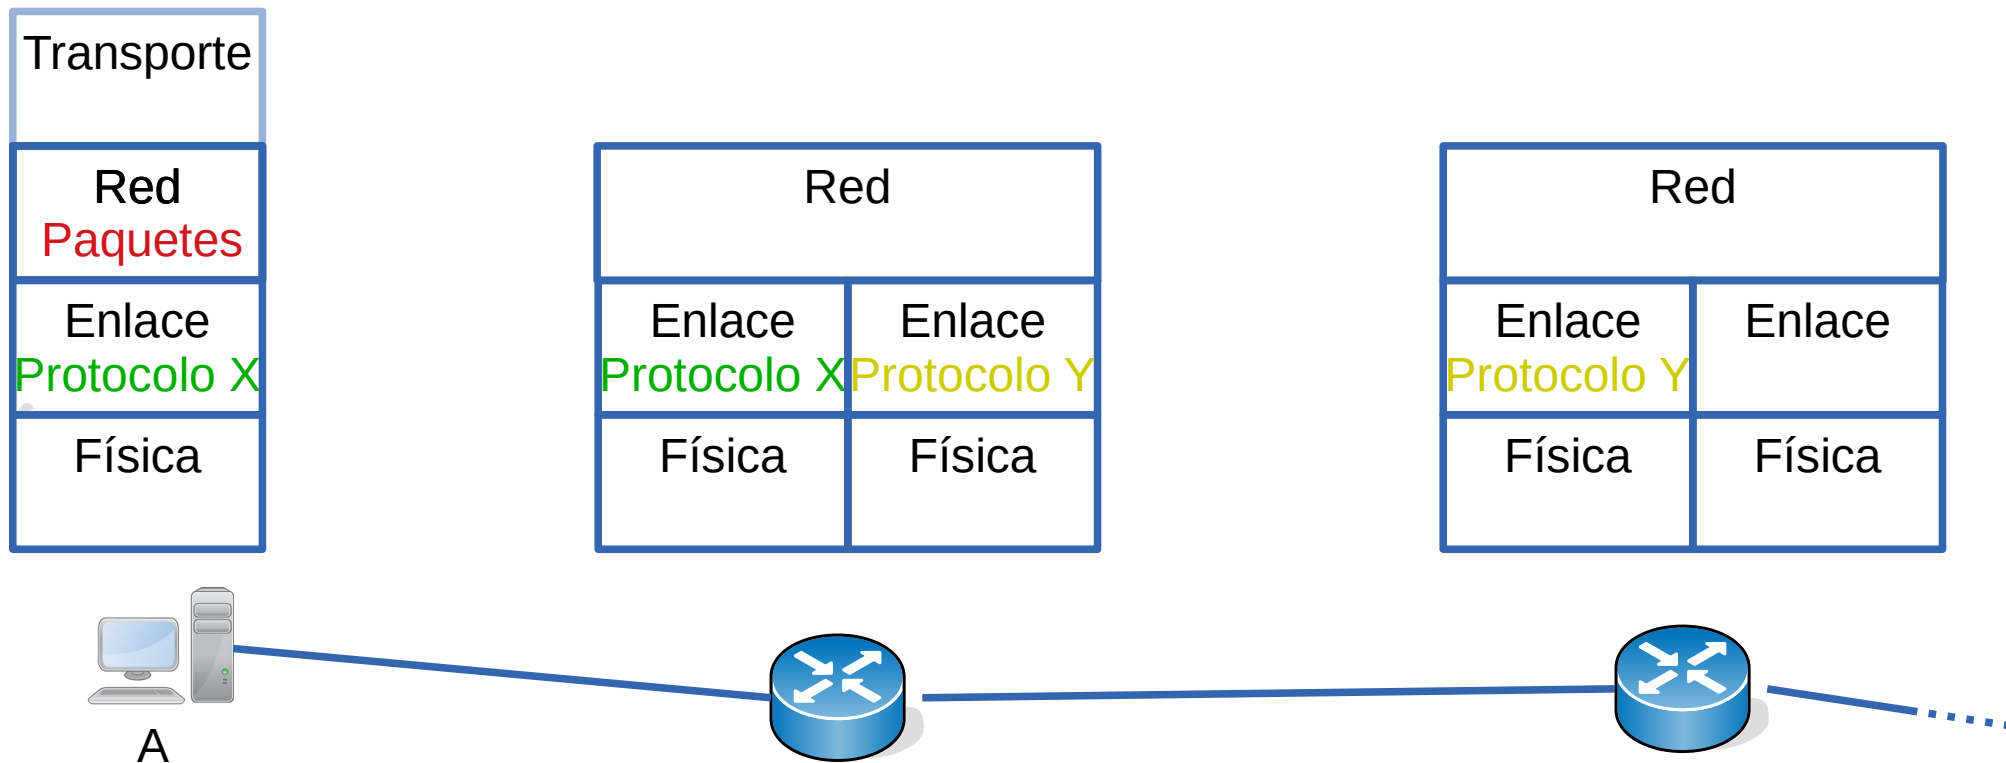 Transporte
Red
Paquetes
Enlace
Protocolo X
Física
Red
Enlace
Protocolo X
Enlace
Protocolo Y
Física
Física
Red
Enlace
Protocolo Y
Enlace
Física
Física
A